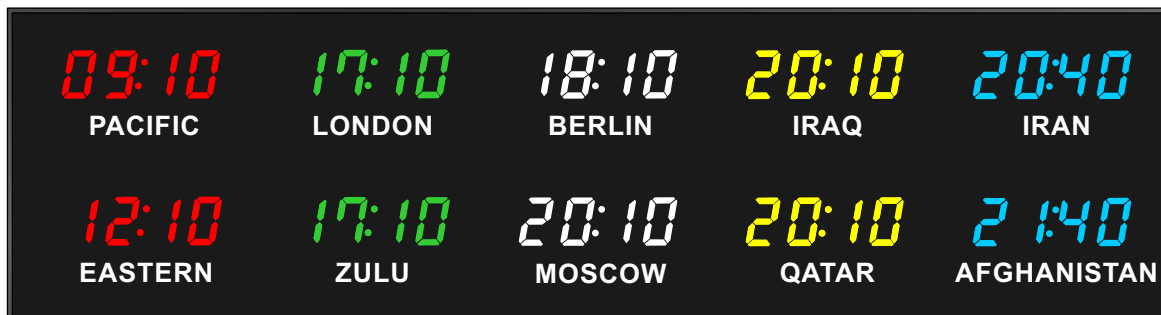 09:10 17:10 18:10 20:10 20:40
PACIFIC LONDON BERLIN IRAQ IRAN
12:10 17:10 20:10 20:10 21:40
EASTERN ZULU MOSCOW QATAR AFGHANISTAN